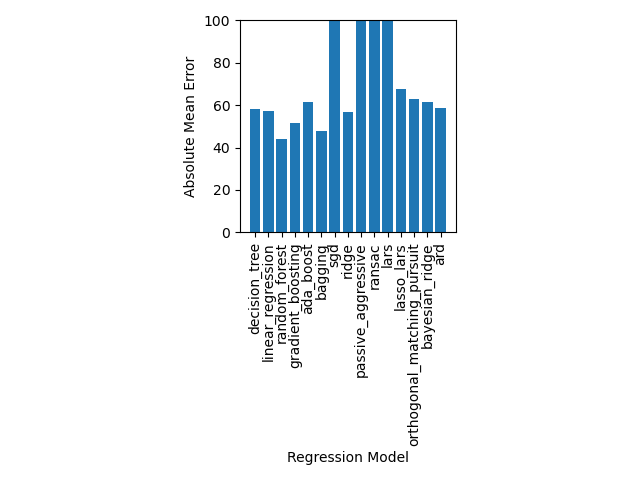 Absolute Mean Error
100
80
60
40
20
0
decision_tree
linear_regression
random_forest
gradient_boosting
ada_boost
bagging
sgd
ridge
passive_aggressive
ransac
lars
lasso_lars
orthogonal_matching_pursuit
bayesian_ridge
ard
Regression Model